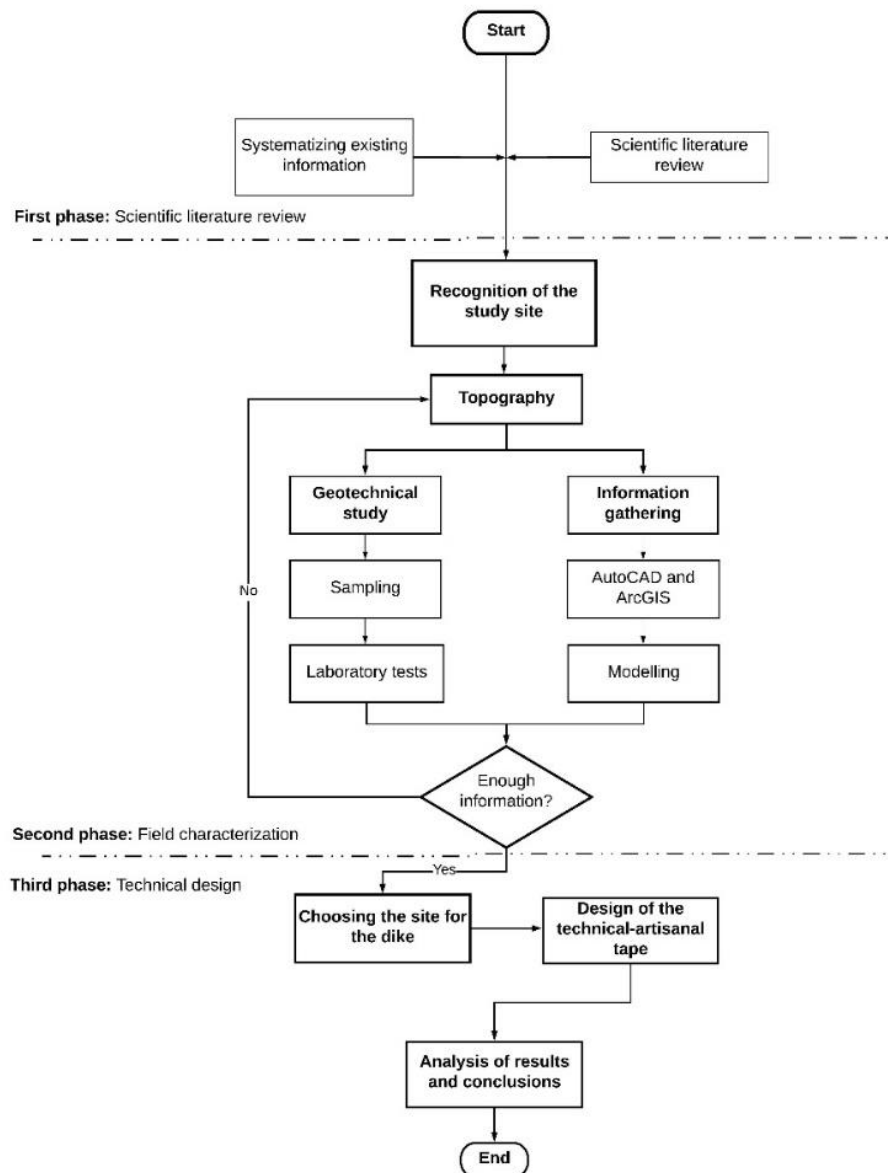 Start
Systematizing existing
information
Scientific literature
review
First phase: Scientific literature review
Recognition of the
study site
Topography
Geotechnical
study
Information
gathering
No
Sampling
AutoCAD and
ArcGIS
Laboratory tests
Modelling
Enough
information?
Second phase: Field characterization
Yes
Third phase: Technical design
Choosing the site for
the dike
Design of the
technical-artisanal
tape
Analysis of results
and conclusions
End